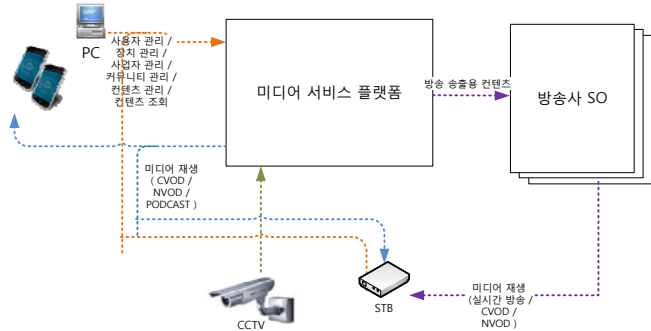 PC
사용자 관리 /
장치 관리 /
사업자 관리 /
커뮤니티 관리 /
컨텐츠 관리 /
컨텐츠 조회
미디어 서비스 플랫폼
방송 송출용 컨텐츠
방송사 SO
미디어 재생
( CVOD /
NVOD /
PODCAST )
CCTV
STB
미디어 재생
(실시간 방송 /
CVOD /
NVOD )